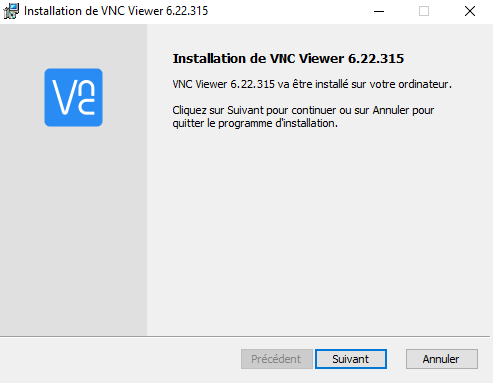 Installation de VNC Viewer 6.22.315
Installation de VNC Viewer 6.22.315
VNC Viewer 6.22.315 va être installé sur votre ordinateur.
Cliquez sur Suivant pour continuer ou sur Annuler pour
quitter le programme d'installation.
Vnc
Précédent
Suivant
Annuler